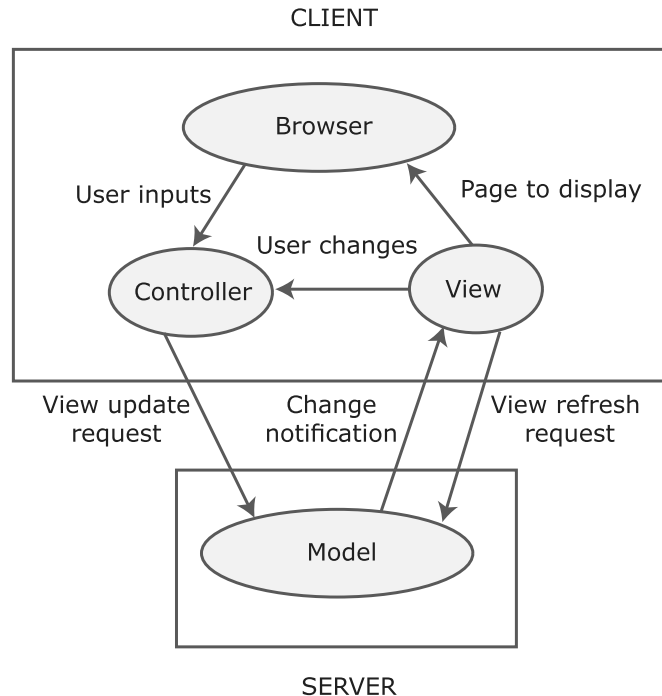 CLIENT
Browser
User inputs
Page to display
User changes
Controller
View
View update
request
Change
notification
View refresh
request
Model
SERVER